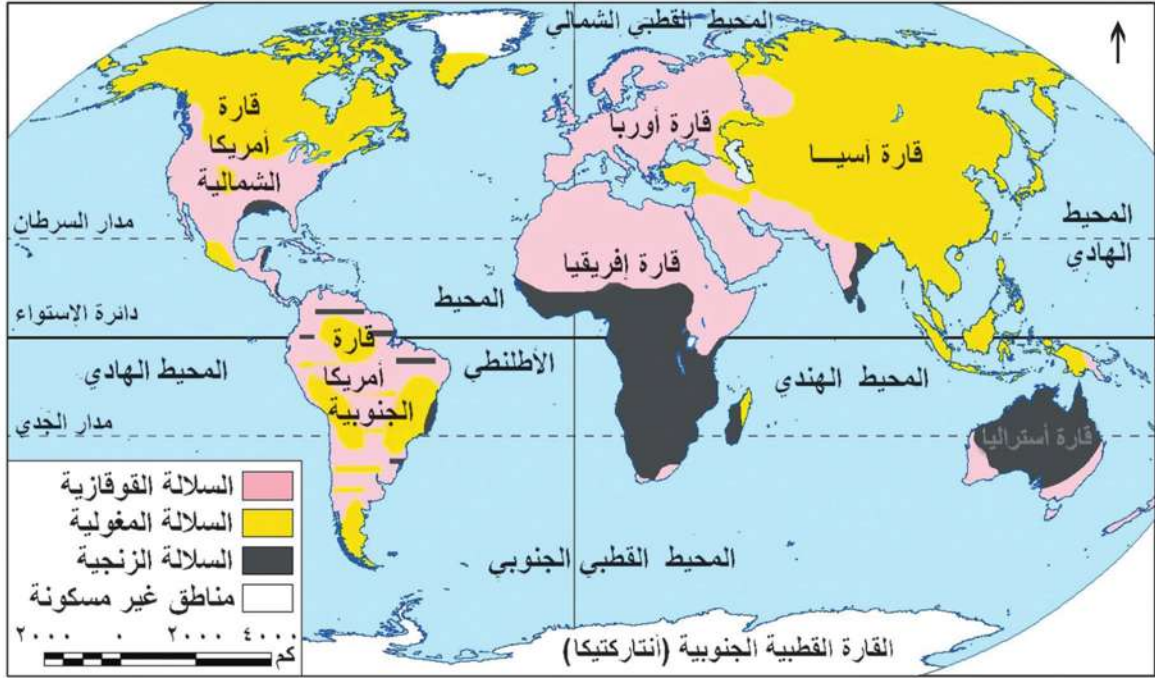 المحيط القطبي الشمالي
قارة
أمريكا
الشمالية
قارة أوربا
قارة أسيـــا
مدار السرطان
المحيط
الهادي
قارة إفريقيا
دائرة الإستواء
المحيط
الأطلنطي
قارة
أمريكا
الجنوبية
المحيط الهادي
المحيط الهندي
مدار الجدي
قارة أستراليا
السلالة القوقازية
السلالة المغولية
السلالة الزنجية
مناطق غير مسكونة
٢٠٠٠ ٠ ٢٠٠٠ ٤٠٠٠
كم
المحيط القطبي الجنوبي
القارة القطبية الجنوبية (أنتاركتيكا)